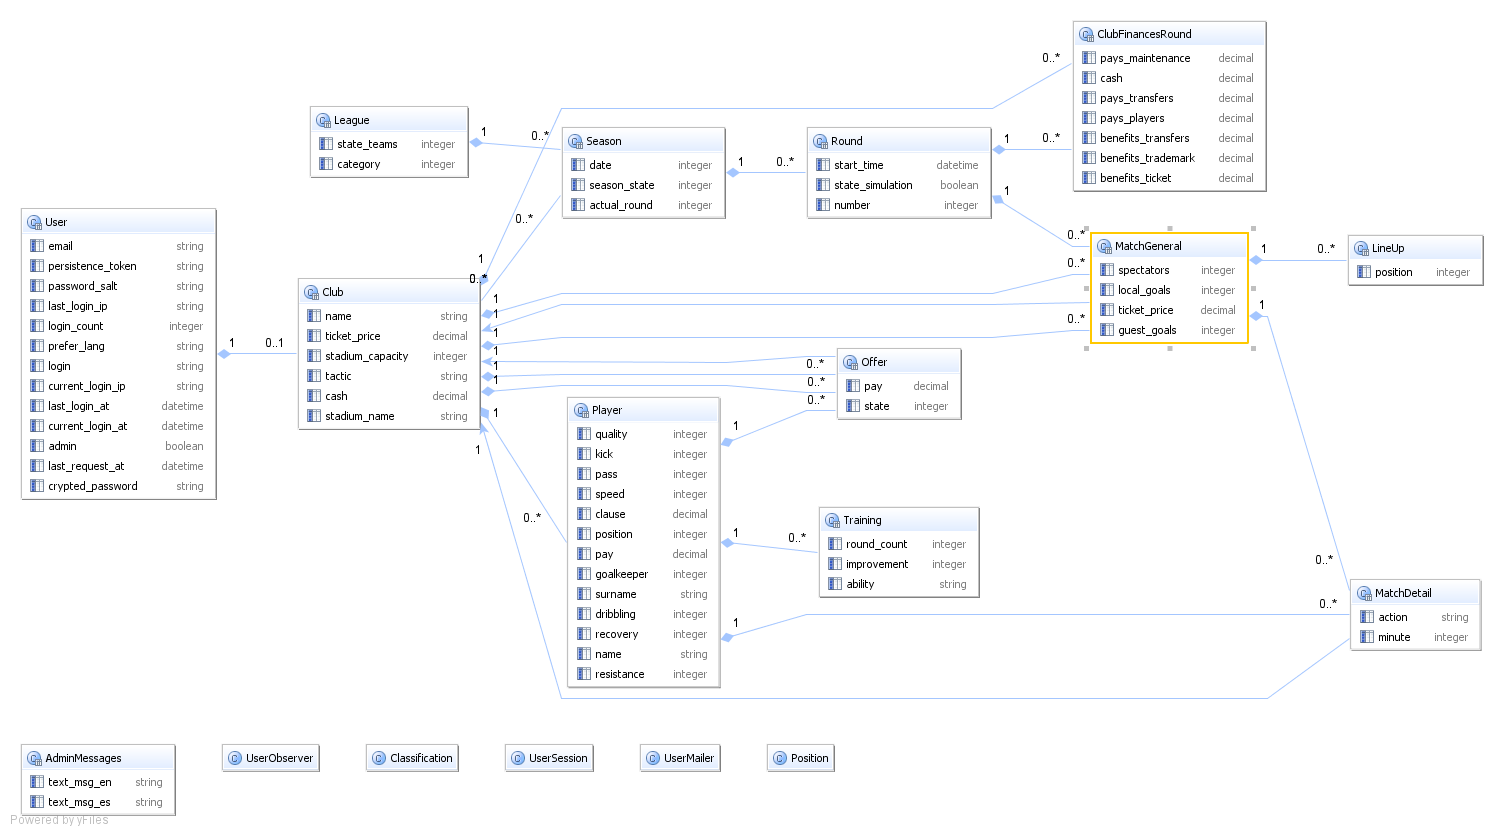 ClubFinancesRound
pays_maintenance decimal
cash decimal
pays_transfers decimal
pays_players decimal
benefits_transfers decimal
benefits_trademark decimal
benefits_ticket decimal
0..*
0..*
League
state_teams integer
category integer
1
0..*
Season
date integer
season_state integer
actual_round integer
1
0..*
0..*
Round
start_time datetime
state_simulation boolean
number integer
1
1
User
email string
persistence_token string
password_salt string
last_login_ip string
login_count integer
prefer_lang string
login string
current_login_ip string
last_login_at datetime
current_login_at datetime
admin boolean
last_request_at datetime
crypted_password string
1
0..1
Club
name string
ticket_price decimal
stadium_capacity integer
tactic string
cash decimal
stadium_name string
1
0..*
1
1
1
1
1
1
1
1
0..*
0..*
0..*
MatchGeneral
spectators integer
local_goals integer
ticket_price decimal
guest_goals integer
1
0..*
1
LineUp
position integer
Offer
pay decimal
state integer
0..*
0..*
0..*
Player
quality integer
kick integer
pass integer
speed integer
clause decimal
position integer
pay decimal
goalkeeper integer
surname string
dribbling integer
recovery integer
name string
resistance integer
0..*
1
1
1
Training
round_count integer
improvement integer
ability string
0..*
0..*
0..*
MatchDetail
action string
minute integer
AdminMessages
text_msg_en string
text_msg_es string
UserObserver
Classification
UserSession
UserMailer
Position
Powered by yFiles